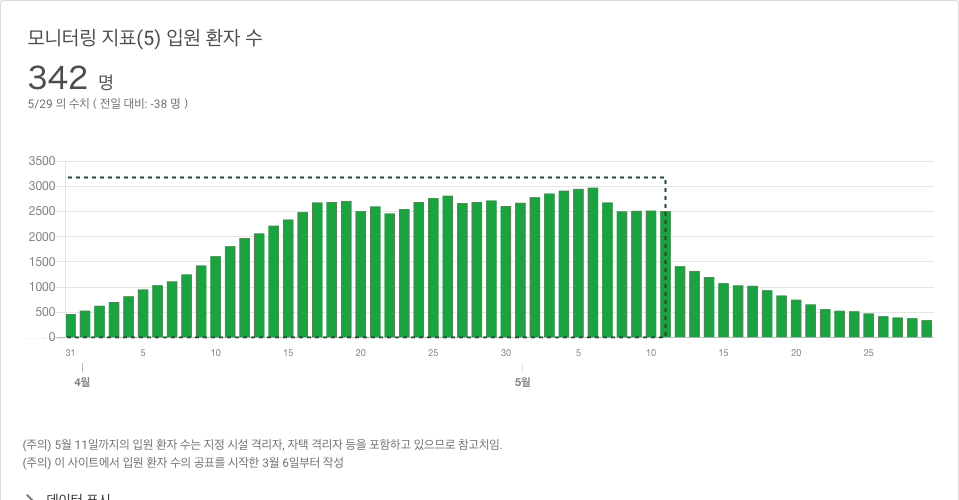 모니터링 지표(5) 입원 환자 수
342 명
5/29 의 수치 ( 전일 대비: -38 명 )
3500
3000
2500
2000
1500
1000
500
0
31 5 10 15 20 25 30 5 10 15 20 25
4월 5월
(주의) 5월 11일까지의 입원 환자 수는 지정 시설 격리자, 자택 격리자 등을 포함하고 있으므로 참고치임.
(주의) 이 사이트에서 입원 환자 수의 공표를 시작한 3월 6일부터 작성
데이터 표시